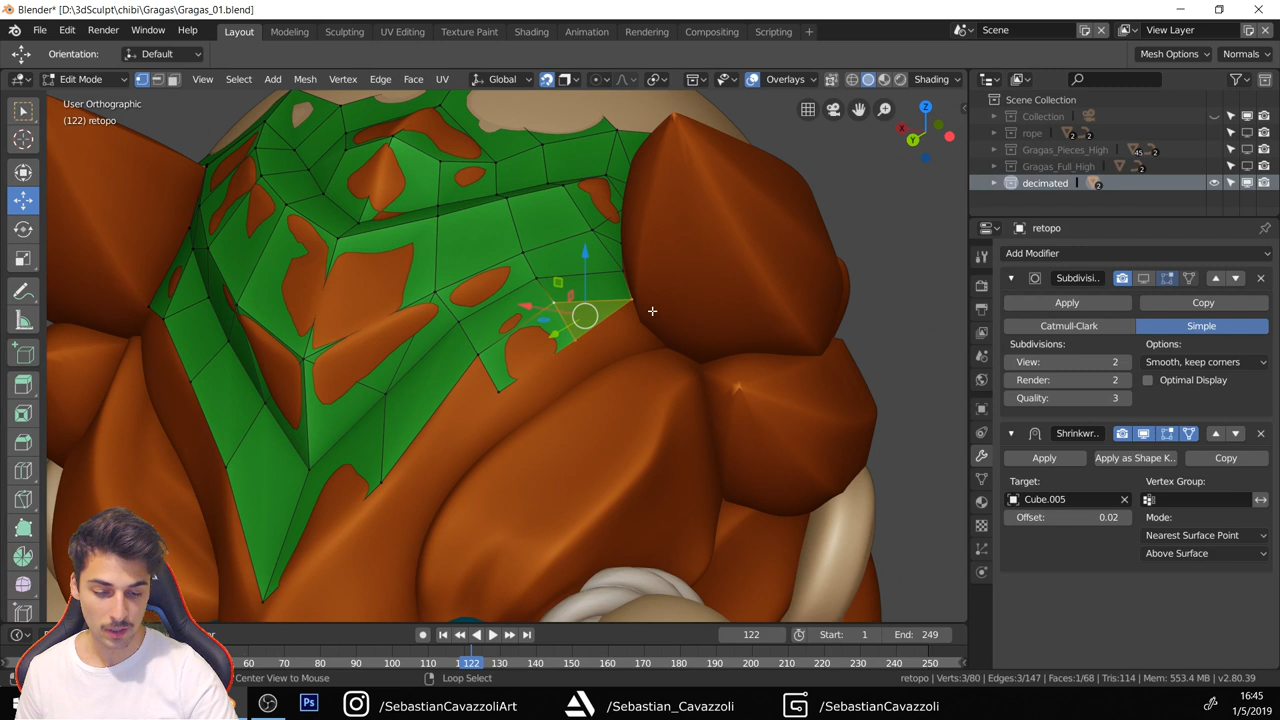 Blender* [D:\3dSculpt\chibi\Gragas\Gragas_01.blend]
File Edit Render Window Help Layout Modeling Sculpting UV Editing Texture Paint Shading Animation Rendering Compositing Scripting + Scene View Layer
Orientation: Default Mesh Options Normals
Edit Mode View Select Add Mesh Vertex Edge Face UV Global Overlays Shading
User Orthographic
(122) retopo
Z
X
Y
Scene Collection
Collection
rope 2 2
Gragas_Pieces_High 45 2
Gragas_Full_High 2
decimated 2
retopo
Add Modifier
Subdivisi..
Apply Copy
Catmull-Clark Simple
Subdivisions: Options:
View: 2 Smooth, keep corners
Render: 2 Optimal Display
Quality: 3
Shrinkwr..
Apply Apply as Shape K.. Copy
Target: Vertex Group:
Cube.005
Offset: 0.02 Mode:
Nearest Surface Point
Above Surface
122 Start: 1 End: 249
60 70 80 90 100 110 122 130 140 150 160 170 180 190 200 210 220 230 240 250
Center View to Mouse Loop Select retopo | Verts:3/80 | Edges:3/147 | Faces:1/68 | Tris:114 | Mem: 553.4 MB | v2.80.39
Ps /SebastianCavazzoliArt /Sebastian_Cavazzoli /SebastianCavazzoli 16:45
1/5/2019